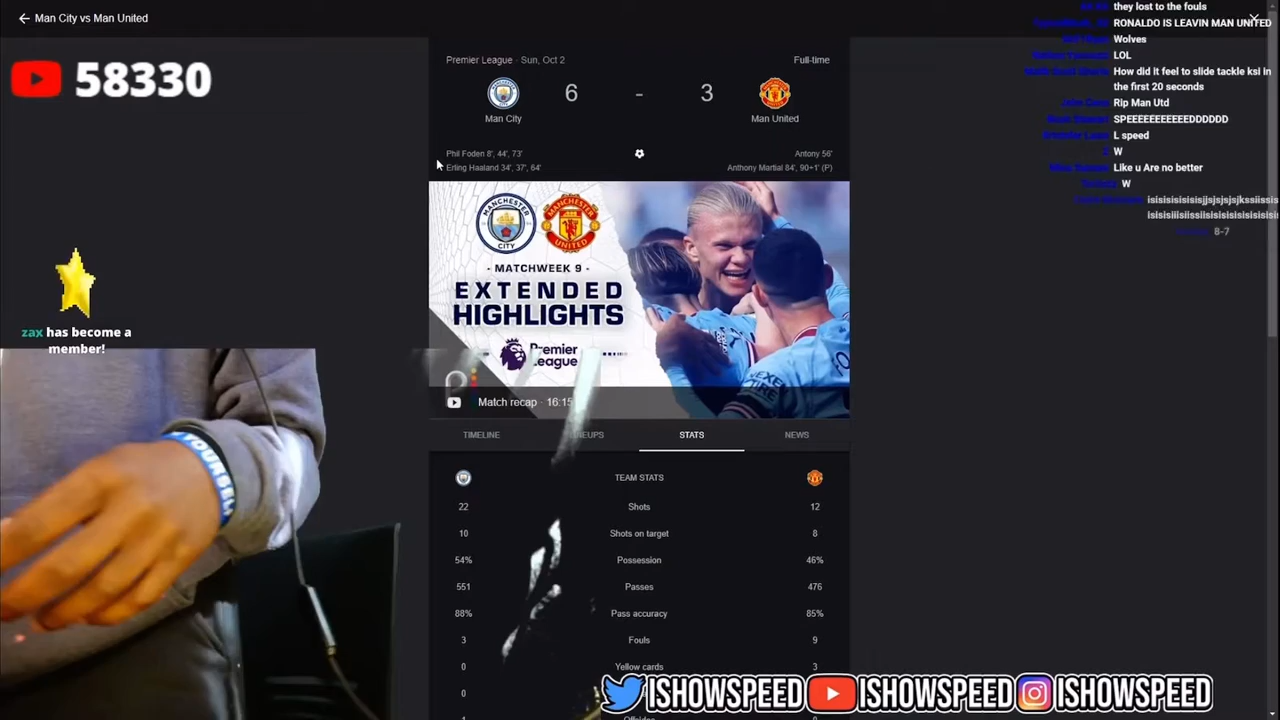 Man City vs Man United
58330
zax has become a
member!
YOURSELF
Premier League · Sun, Oct 2
Full-time
6 - 3
Man City
Man United
Phil Foden 8', 44', 73'
Erling Haaland 34', 37', 64'
Antony 56'
Anthony Martial 84', 90+1' (P)
MANCHESTER
CITY
MANCHESTER
UNITED
- MATCHWEEK 9 -
EXTENDED
HIGHLIGHTS
Premier
League
Match recap · 16:15
TIMELINE
STATS
NEWS
TEAM STATS
22 Shots 12
10 Shots on target 8
54% Possession 46%
551 Passes 476
88% Pass accuracy 85%
3 Fouls 9
0 Yellow cards 3
0
they lost to the fouls
RONALDO IS LEAVIN MAN UNITED
Wolves
LOL
How did it feel to slide tackle ksi in
the first 20 seconds
Rip Man Utd
SPEEEEEEEEEEDDDDDD
L speed
W
Like u Are no better
W
8-7
ISHOWSPEED ISHOWSPEED ISHOWSPEED